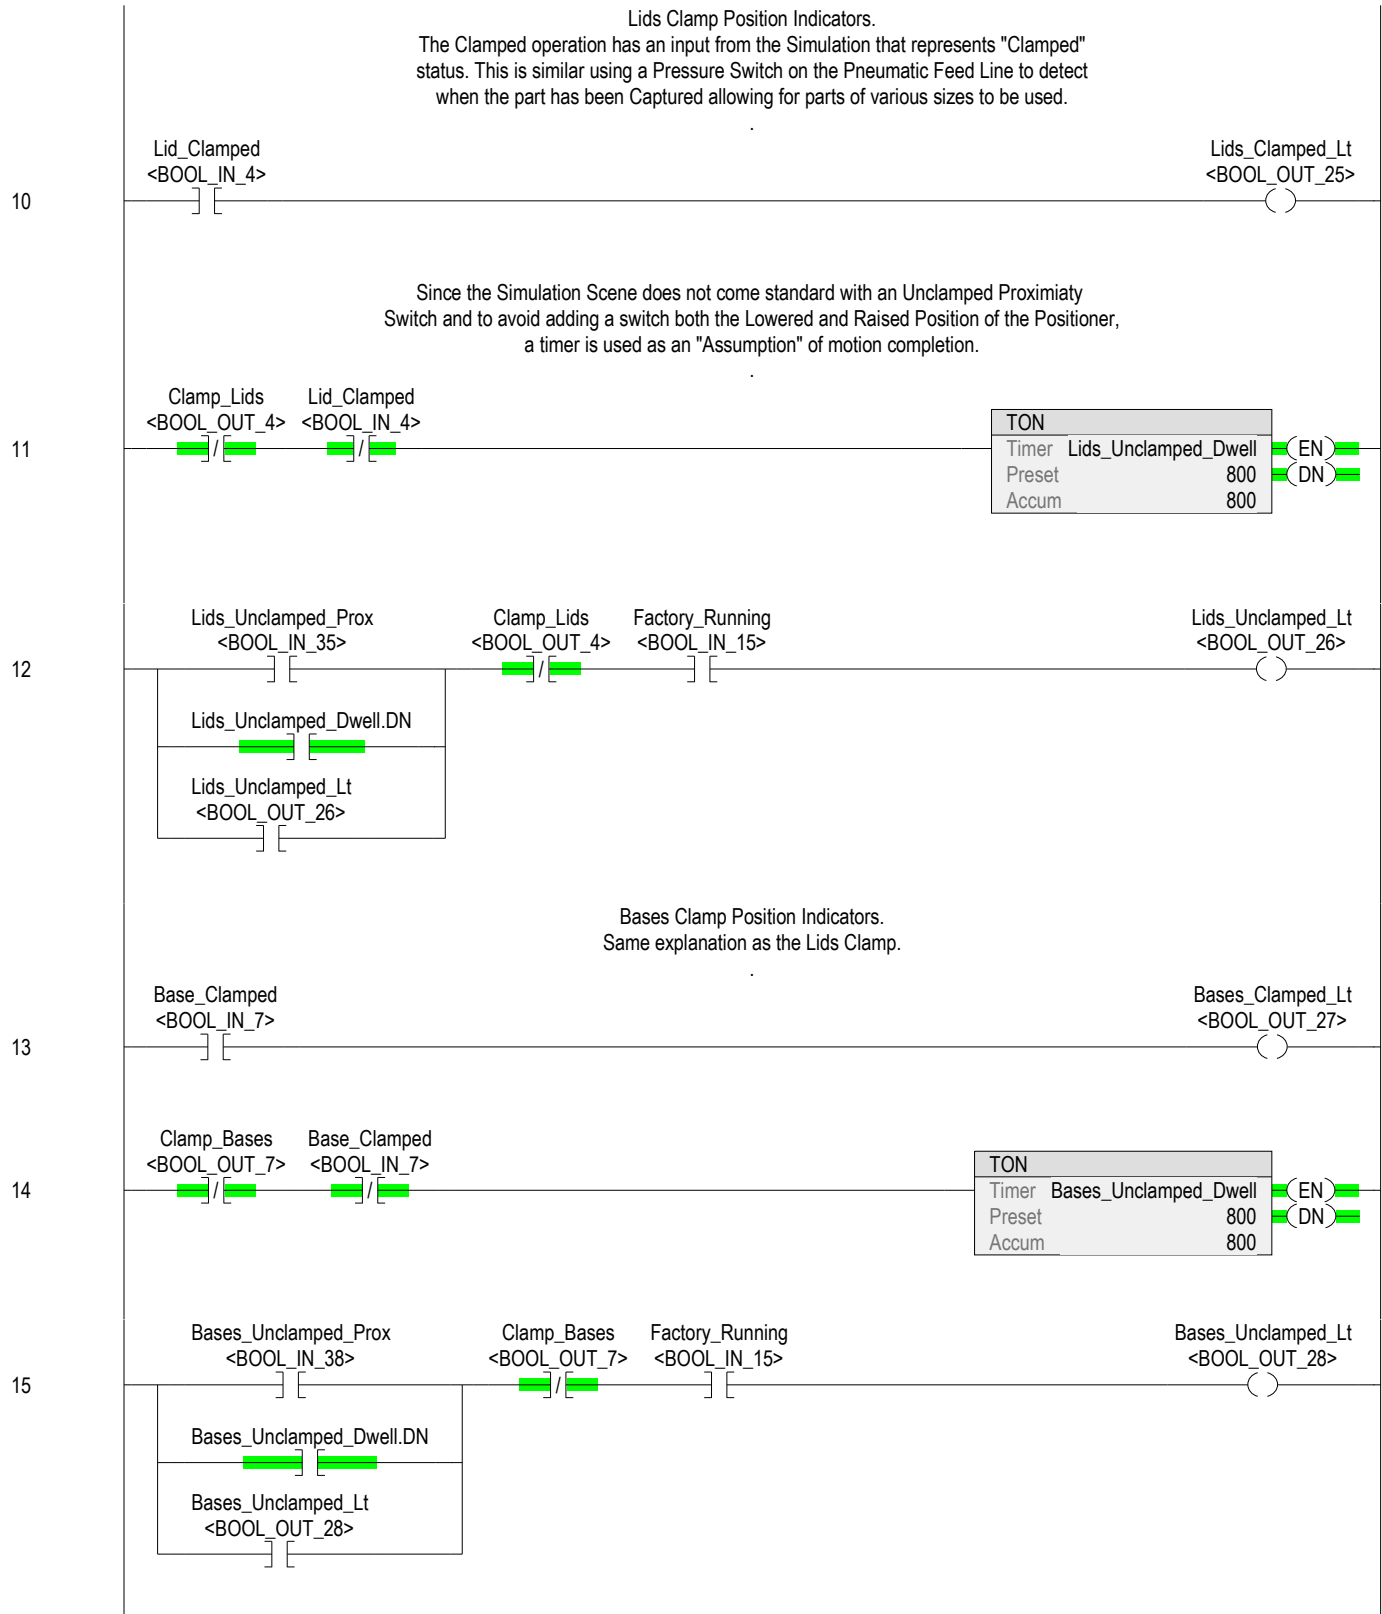 Lids Clamp Position Indicators.
The Clamped operation has an input from the Simulation that represents "Clamped"
status. This is similar using a Pressure Switch on the Pneumatic Feed Line to detect
when the part has been Captured allowing for parts of various sizes to be used.
.
Lid_Clamped Lids_Clamped_Lt
<BOOL_IN_4> <BOOL_OUT_25>
10
Since the Simulation Scene does not come standard with an Unclamped Proximiaty
Switch and to avoid adding a switch both the Lowered and Raised Position of the Positioner,
a timer is used as an "Assumption" of motion completion.
.
Clamp_Lids Lid_Clamped
<BOOL_OUT_4> <BOOL_IN_4>
TON
11 / / Timer Lids_Unclamped_Dwell EN
Preset 800 DN
Accum 800
Lids_Unclamped_Prox Clamp_Lids Factory_Running Lids_Unclamped_Lt
<BOOL_IN_35> <BOOL_OUT_4> <BOOL_IN_15> <BOOL_OUT_26>
12 /
Lids_Unclamped_Dwell.DN
Lids_Unclamped_Lt
<BOOL_OUT_26>
Bases Clamp Position Indicators.
Same explanation as the Lids Clamp.
.
Base_Clamped Bases_Clamped_Lt
<BOOL_IN_7> <BOOL_OUT_27>
13
Clamp_Bases Base_Clamped
<BOOL_OUT_7> <BOOL_IN_7>
TON
14 / / Timer Bases_Unclamped_Dwell EN
Preset 800 DN
Accum 800
Bases_Unclamped_Prox Clamp_Bases Factory_Running Bases_Unclamped_Lt
<BOOL_IN_38> <BOOL_OUT_7> <BOOL_IN_15> <BOOL_OUT_28>
15 /
Bases_Unclamped_Dwell.DN
Bases_Unclamped_Lt
<BOOL_OUT_28>